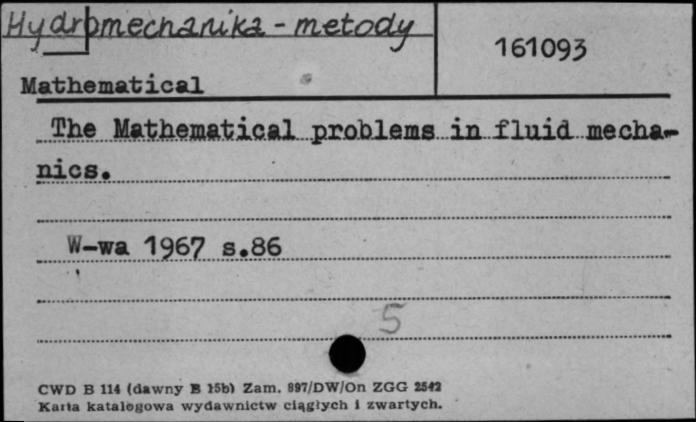 Hydromechanika - metody
161093
Mathematical
The Mathematical problems in fluid mecha-
nics.
W-wa 1967 s.86
5
CWD B 114 (dawny B 15b) Zam. 897/DW/On ZGG 2542
Karta katalogowa wydawnictw ciągłych i zwartych.